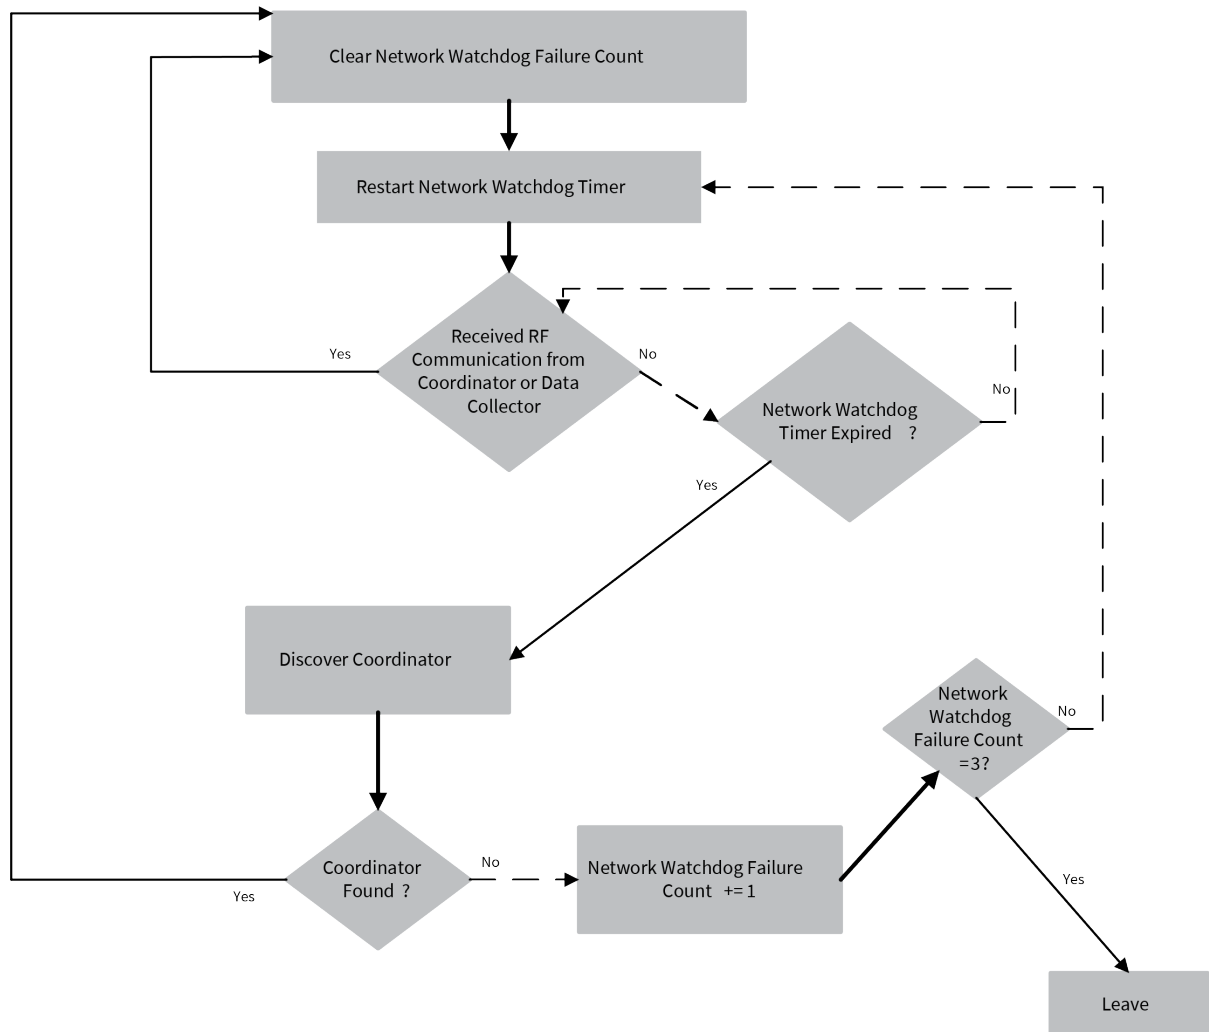 Clear Network Watchdog Failure Count
Restart Network Watchdog Timer
Received RF
Communication from
Coordinator or Data
Collector
Yes
No
Network Watchdog
Timer Expired ?
No
Yes
Discover Coordinator
Network
Watchdog
Failure Count
=3?
No
Coordinator
Found ?
Yes
No
Network Watchdog Failure
Count += 1
Yes
Leave